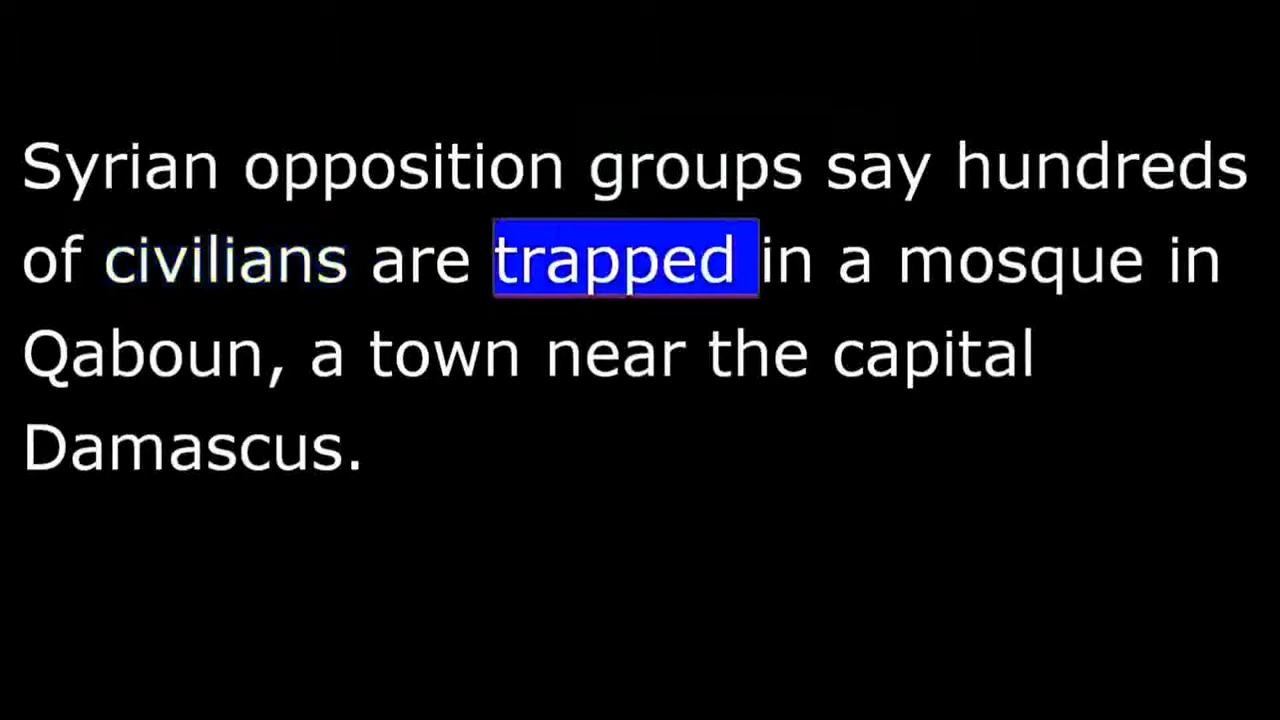 Syrian opposition groups say hundreds
of civilians are trapped in a mosque in
Qaboun, a town near the capital
Damascus.